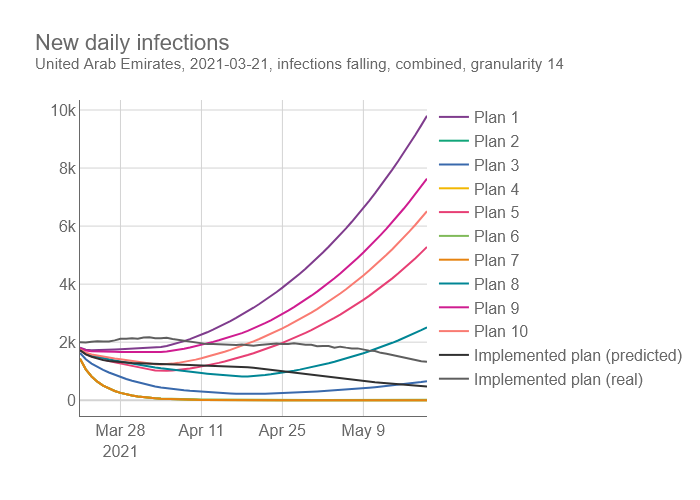 New daily infections
United Arab Emirates, 2021-03-21, infections falling, combined, granularity 14
10k
8k
6k
4k
2k
0
Mar 28
2021
Apr 11
Apr 25
May 9
Plan 1
Plan 2
Plan 3
Plan 4
Plan 5
Plan 6
Plan 7
Plan 8
Plan 9
Plan 10
Implemented plan (predicted)
Implemented plan (real)